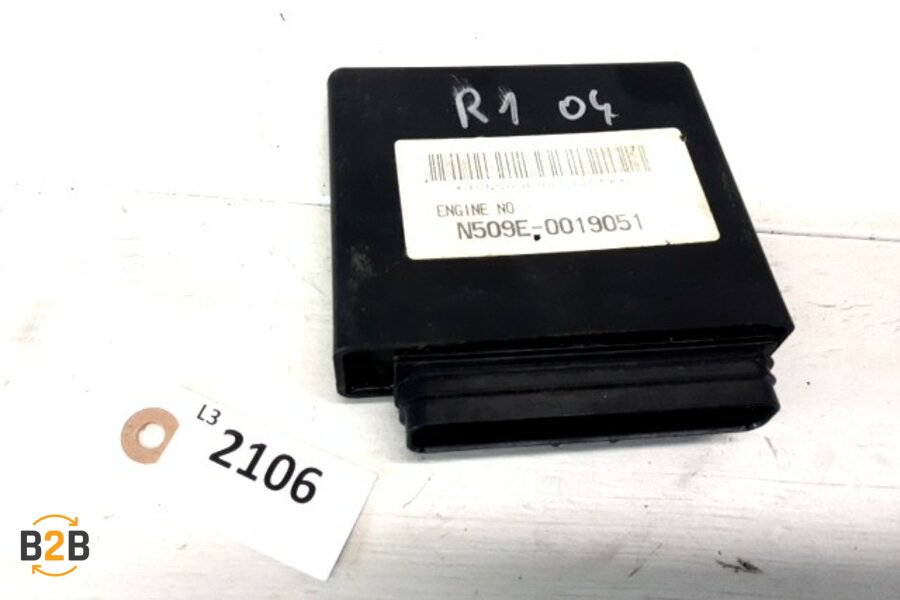 R1 04
ENGINE NO
N509E-0019051
L3
2106
B2B